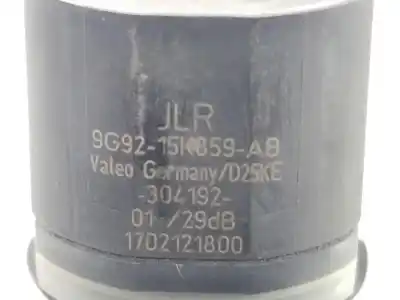 JLR
9G92-15K859-AB
Valeo Germany/D25KE
-304192-
01 /29dB
1702121800